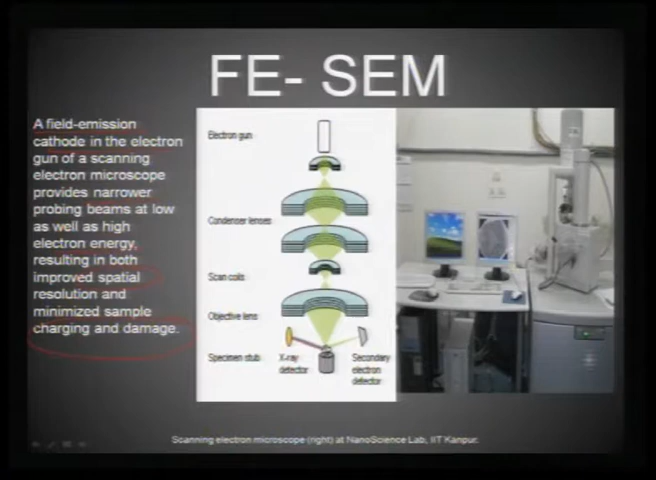 FE- SEM
A field-emission
cathode in the electron
gun of a scanning
electron microscope
provides narrower
probing beams at low
as well as high
electron energy,
resulting in both
improved spatial
resolution and
minimized sample
charging and damage.
Electron gun
Condenser lenses
Scan coils
Objective lens
Specimen stub
X-ray
detector
Secondary
electron
detector
Scanning electron microscope (right) at NanoScience Lab, IIT Kanpur.